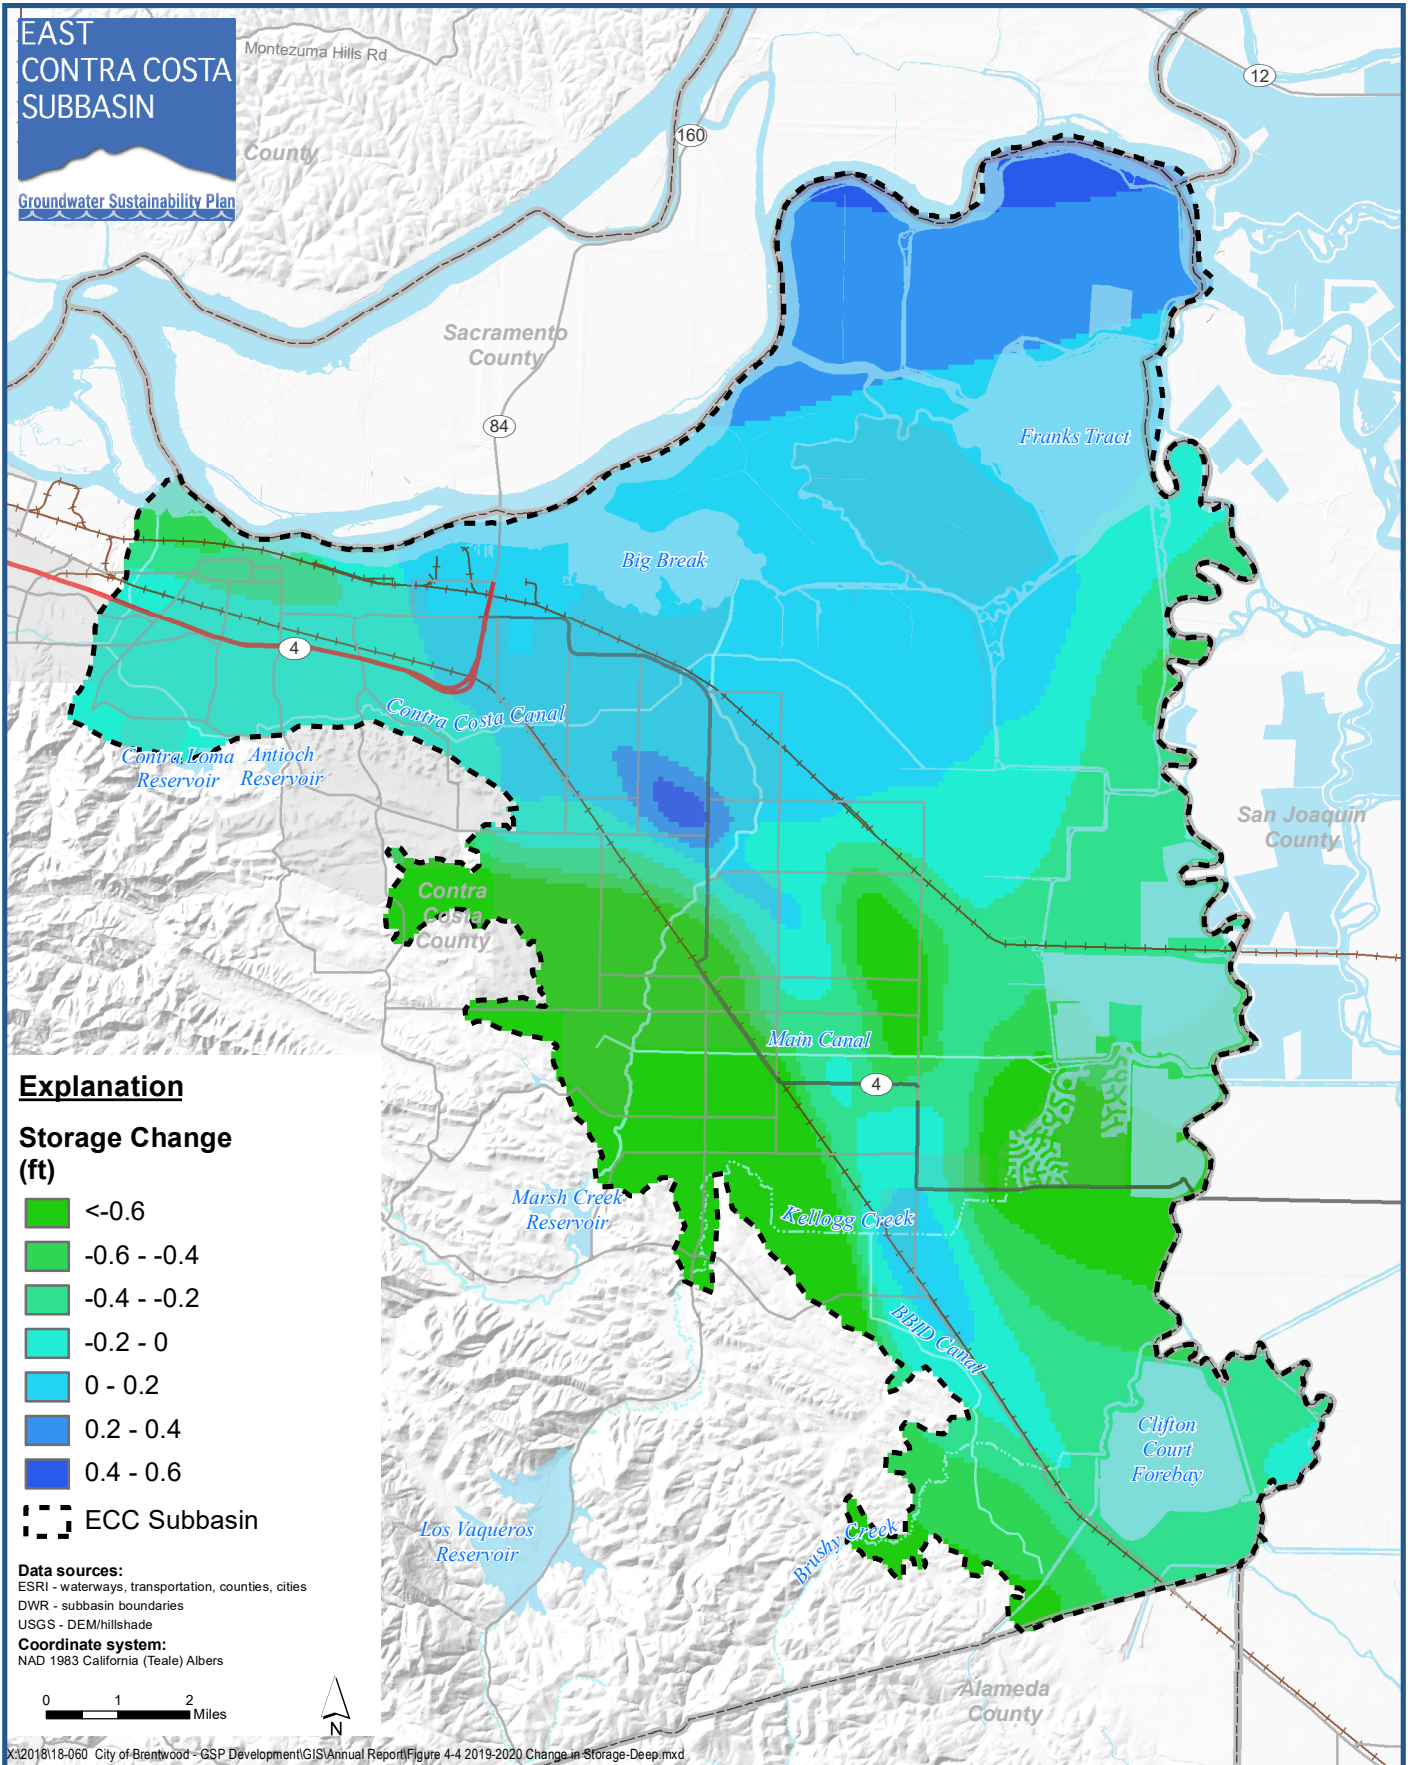 EAST
CONTRA COSTA
SUBBASIN
Groundwater Sustainability Plan
Montezuma Hills Rd
County
160
12
Sacramento
County
84
Franks Tract
Big Break
4
Contra Costa Canal
Contra Loma
Reservoir
Antioch
Reservoir
San Joaquin
County
Contra
Costa
County
Main Canal
4
Marsh Creek
Reservoir
Kellogg Creek
BBID Canal
Clifton
Court
Forebay
Los Vaqueros
Reservoir
Brushy Creek
Alameda
County
Explanation
Storage Change
(ft)
<-0.6
-0.6 - -0.4
-0.4 - -0.2
-0.2 - 0
0 - 0.2
0.2 - 0.4
0.4 - 0.6
ECC Subbasin
Data sources:
ESRI - waterways, transportation, counties, cities
DWR - subbasin boundaries
USGS - DEM/hillshade
Coordinate system:
NAD 1983 California (Teale) Albers
0 1 2
Miles
N
X:\2018\18-060 City of Brentwood - GSP Development\GIS\Annual Report\Figure 4-4 2019-2020 Change in Storage-Deep.mxd